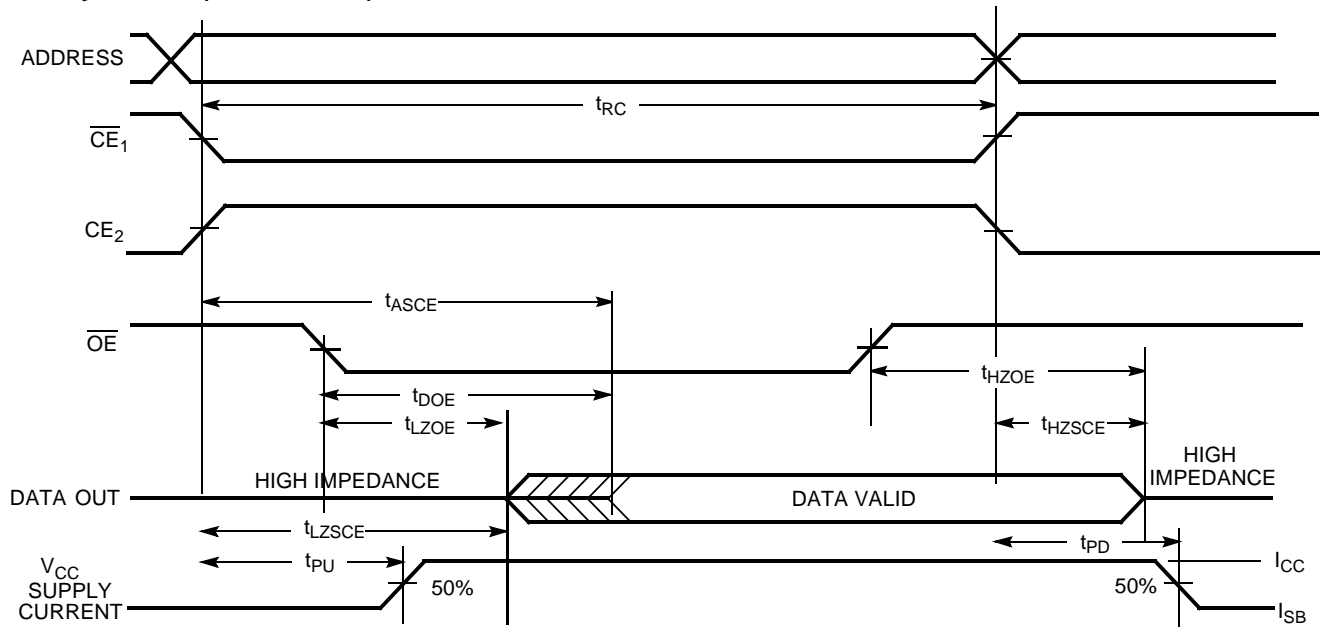 ADDRESS
tRC
CE1
CE2
tASCE
OE
tHZOE
tDOE
tLZOE
tHZSCE
HIGH IMPEDANCE
HIGH
IMPEDANCE
DATA OUT
DATA VALID
tLZSCE
tPD
tPU
VCC
SUPPLY
CURRENT
50%
50%
ICC
ISB